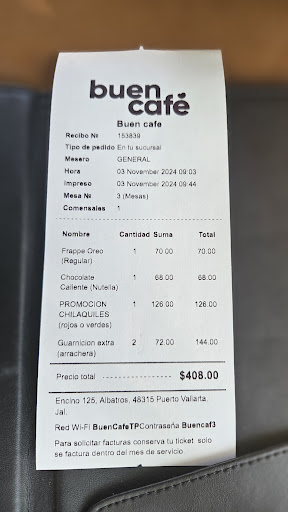 buen
café
Buen cafe
Recibo № 153839
Tipo de pedido En tu sucursal
Mesero GENERAL
Hora 03 November 2024 09:03
Impreso 03 November 2024 09:44
Mesa № 3 (Mesas)
Comensales 1
Nombre Cantidad Suma Total
Frappe Oreo 1 70.00 70.00
(Regular)
Chocolate 1 68.00 68.00
Caliente (Nutella)
PROMOCION 1 126.00 126.00
CHILAQUILES
(rojos o verdes)
Guarnicion extra 2 72.00 144.00
(arrachera)
Precio total $408.00
Encino 125, Albatros, 48315 Puerto Vallarta,
Jal.
Red Wi-Fi BuenCafeTPContraseña Buencaf3
Para solicitar facturas conserva tu ticket solo
se factura dentro del mes de servicio.